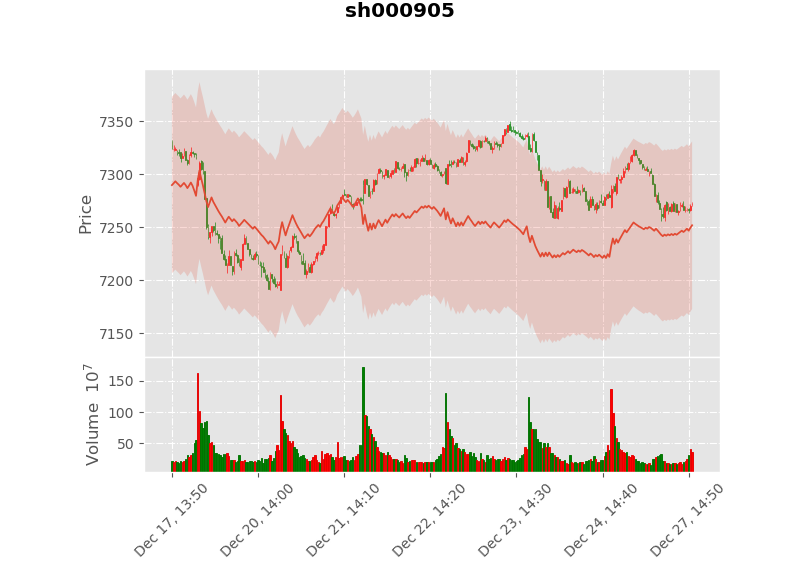 sh000905
7350
7300
7250
7200
7150
Price
150
100
50
Volume 10^7
Dec 17, 13:50
Dec 20, 14:00
Dec 21, 14:10
Dec 22, 14:20
Dec 23, 14:30
Dec 24, 14:40
Dec 27, 14:50